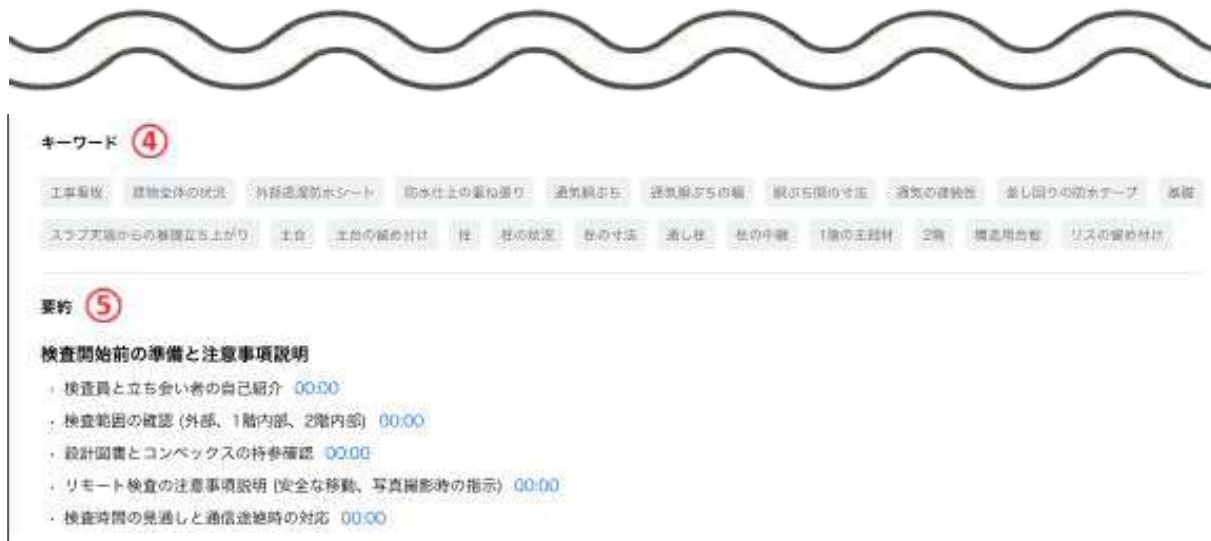 キーワード ④
工事看板 建物全体の状況 外部透湿防水シート 防水仕上の重ね張り 通気胴ぶち 通気胴ぶちの幅 胴ぶち間の寸法 通気の連続性 差し回りの防水テープ 基礎
スラブ天端からの基礎立ち上がり 土台 土台の留め付け 柱 柱の状況 柱の寸法 通し柱 柱の中継 1階の主段材 2階 構造用合板 リスの留め付け
要約 ⑤
検査開始前の準備と注意事項説明
・検査員と立ち会い者の自己紹介 00:00
・検査範囲の確認 (外部、1階内部、2階内部) 00:00
・設計図書とコンベックスの持参確認 00:00
・リモート検査の注意事項説明 (安全な移動、写真撮影時の指示) 00:00
・検査時間の見通しと通信途絶時の対応 00:00